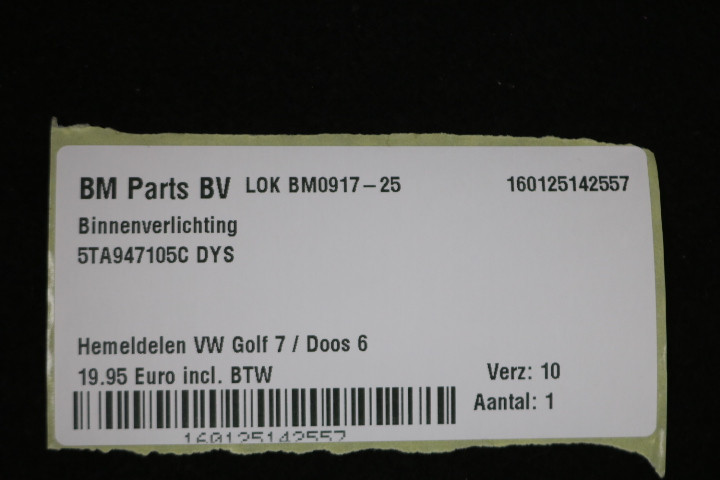 BM Parts BV LOK BM0917-25 160125142557
Binnenverlichting
5TA947105C DYS
Hemeldelen VW Golf 7 / Doos 6
19.95 Euro incl. BTW Verz: 10
Aantal: 1
160125142557